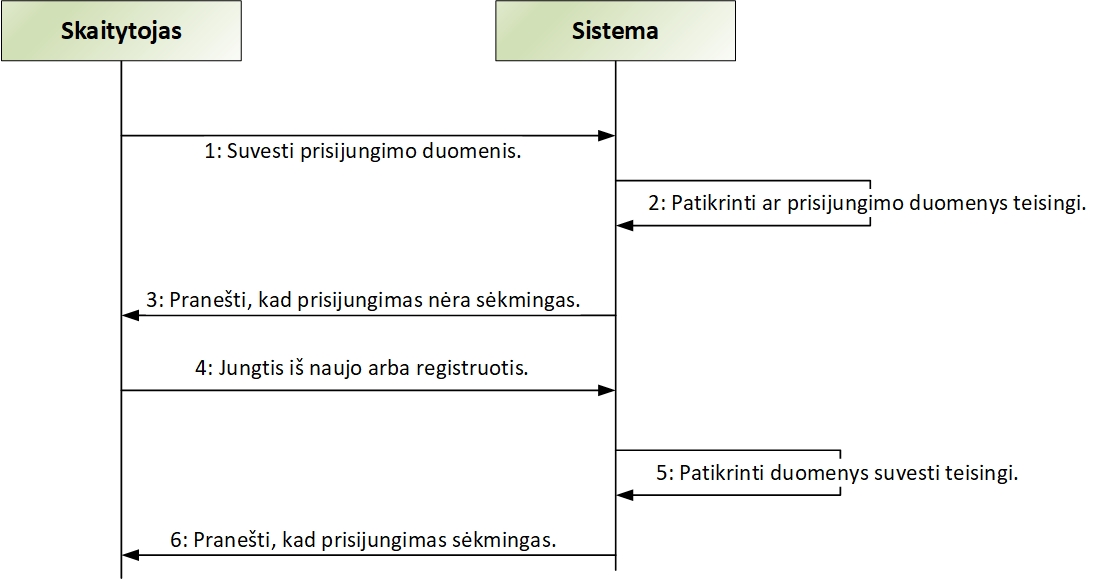 Skaitytojas
Sistema
1: Suvesti prisijungimo duomenis.
2: Patikrinti ar prisijungimo duomenys teisingi.
3: Pranešti, kad prisijungimas nėra sėkmingas.
4: Jungtis iš naujo arba registruotis.
5: Patikrinti duomenys suvesti teisingi.
6: Pranešti, kad prisijungimas sėkmingas.